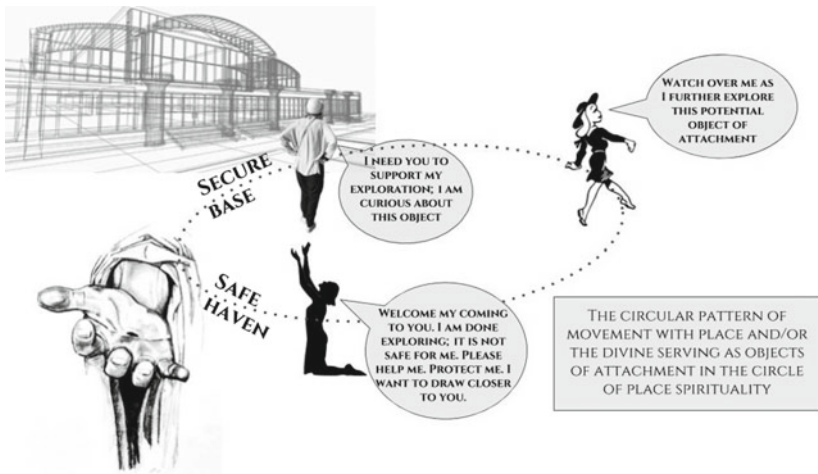 SECURE
BASE
I NEED YOU TO
SUPPORT MY
EXPLORATION; I AM
CURIOUS ABOUT
THIS OBJECT
WATCH OVER ME AS
I FURTHER EXPLORE
THIS POTENTIAL
OBJECT OF
ATTACHMENT
SAFE
HAVEN
WELCOME MY COMING
TO YOU. I AM DONE
EXPLORING; IT IS NOT
SAFE FOR ME. PLEASE
HELP ME. PROTECT ME. I
WANT TO DRAW CLOSER
TO YOU.
THE CIRCULAR PATTERN OF
MOVEMENT WITH PLACE AND/OR
THE DIVINE SERVING AS OBJECTS
OF ATTACHMENT IN THE CIRCLE
OF PLACE SPIRITUALITY